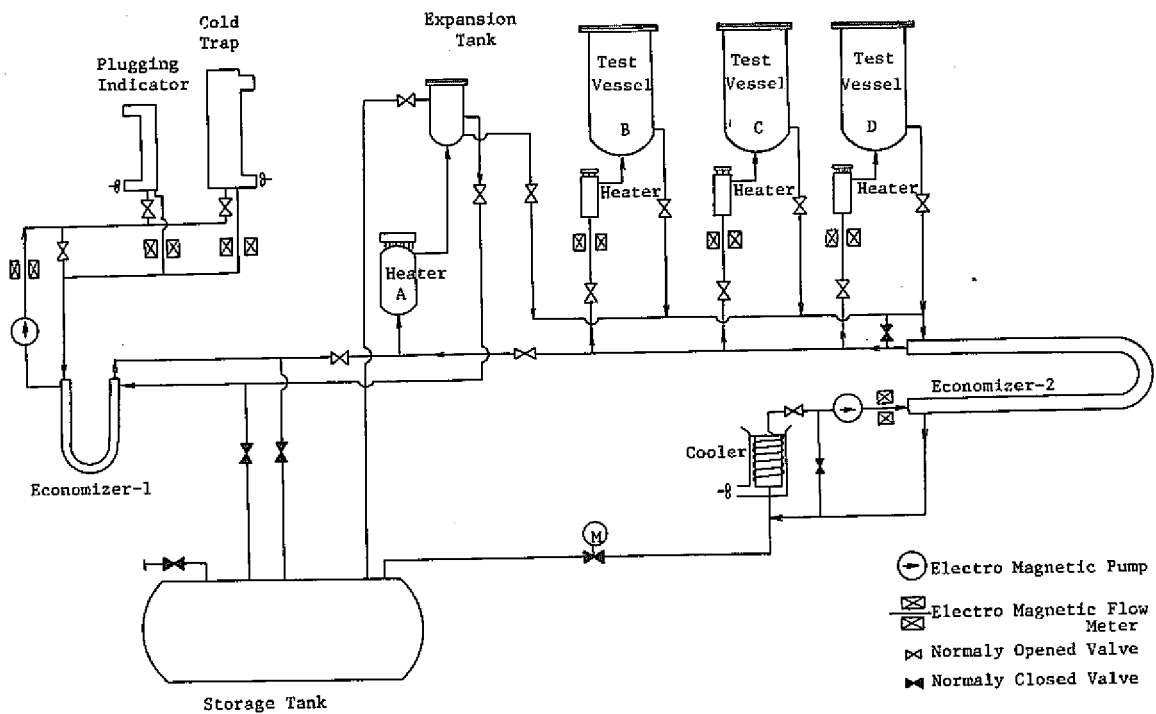 Cold
Trap
Plugging
Indicator
Expansion
Tank
Test
Vessel
B
Test
Vessel
C
Test
Vessel
D
Heater
Heater
Heater
Heater
A
Economizer-2
Cooler
Economizer-1
M
Storage Tank
Electro Magnetic Pump
Electro Magnetic Flow
Meter
Normaly Opened Valve
Normaly Closed Valve